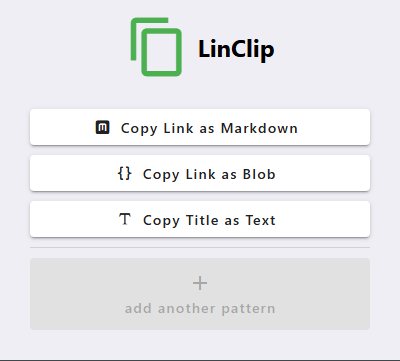 LinClip
Copy Link as Markdown
{} Copy Link as Blob
T Copy Title as Text
+
add another pattern